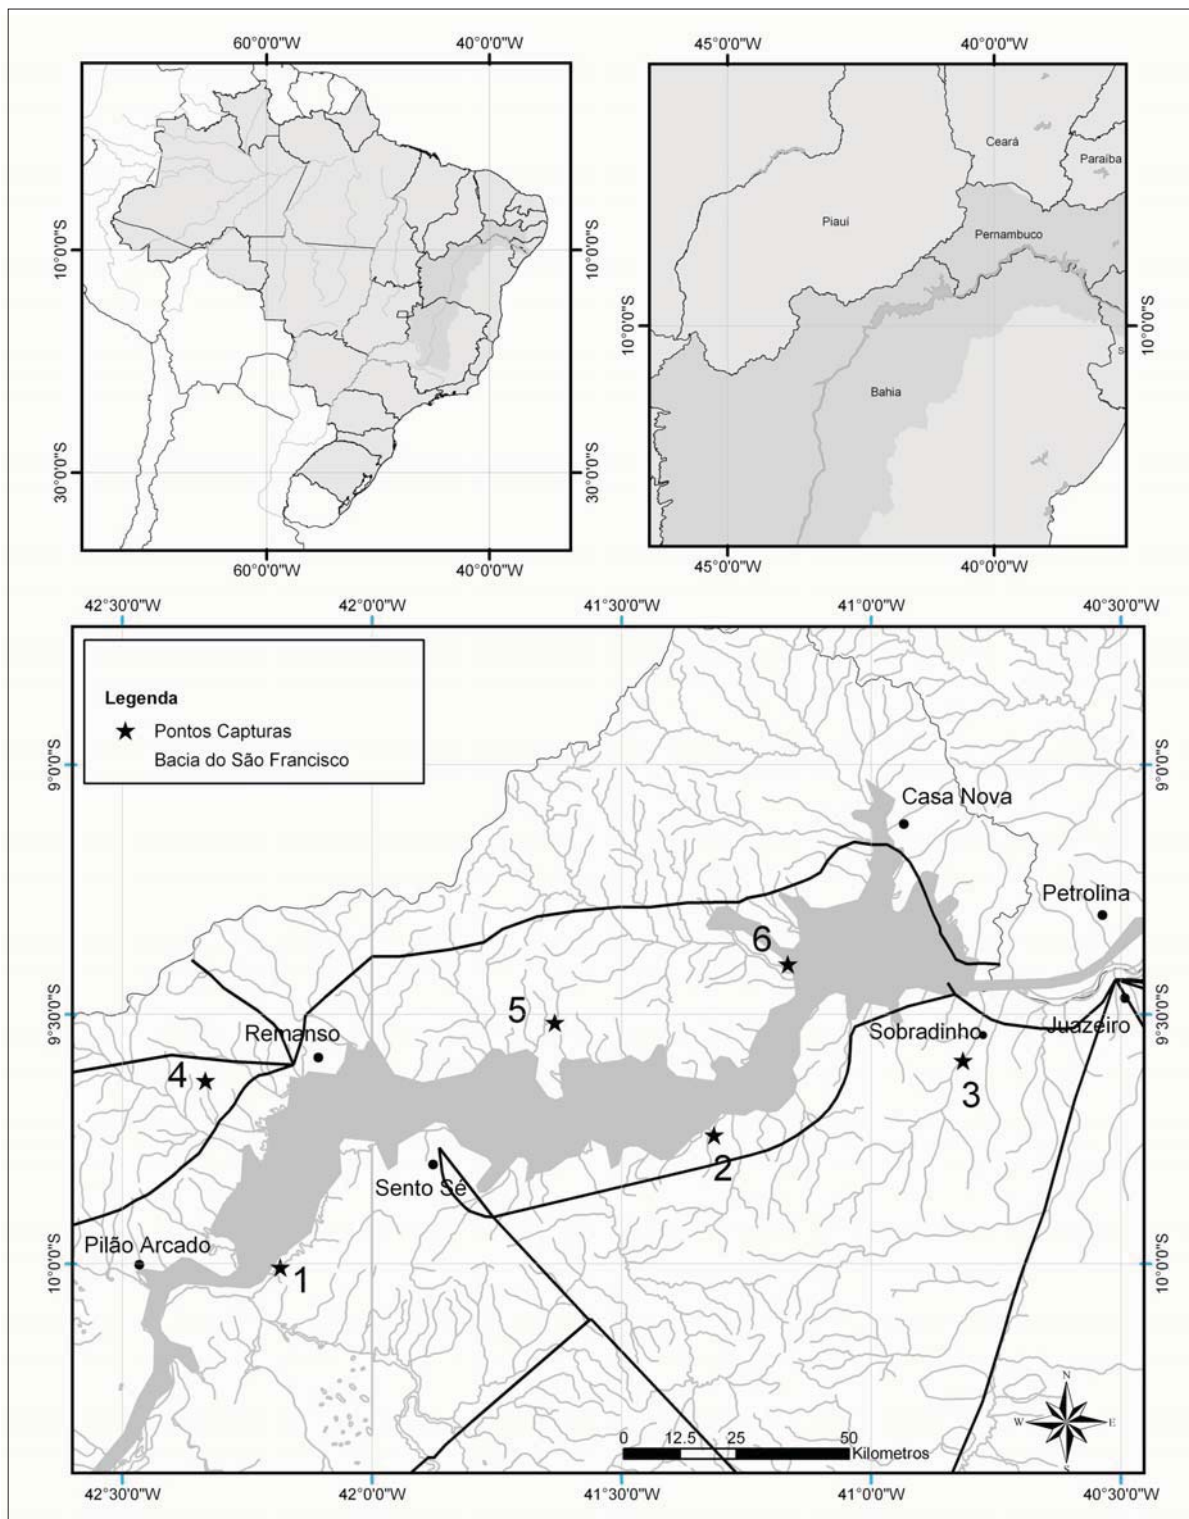 60°0'0"W 40°0'0"W
10°0'0"S 10°0'0"S
30°0'0"S 30°0'0"S
60°0'0"W 40°0'0"W
45°0'0"W 40°0'0"W
Ceará
Paraíba
Piauí
Pernambuco
10°0'0"S 10°0'0"S
S
Bahia
45°0'0"W 40°0'0"W
42°30'0"W 42°0'0"W 41°30'0"W 41°0'0"W 40°30'0"W
Legenda
Pontos Capturas
Bacia do São Francisco
9°0'0"S 9°0'0"S
Casa Nova
Petrolina
6
5
9°30'0"S 9°30'0"S
Remanso
Sobradinho
Juazeiro
4
3
2
Sento Sé
Pilão Arcado
10°0'0"S 10°0'0"S
1
N
W E
S
0 12.5 25 50
Kilometros
42°30'0"W 42°0'0"W 41°30'0"W 41°0'0"W 40°30'0"W